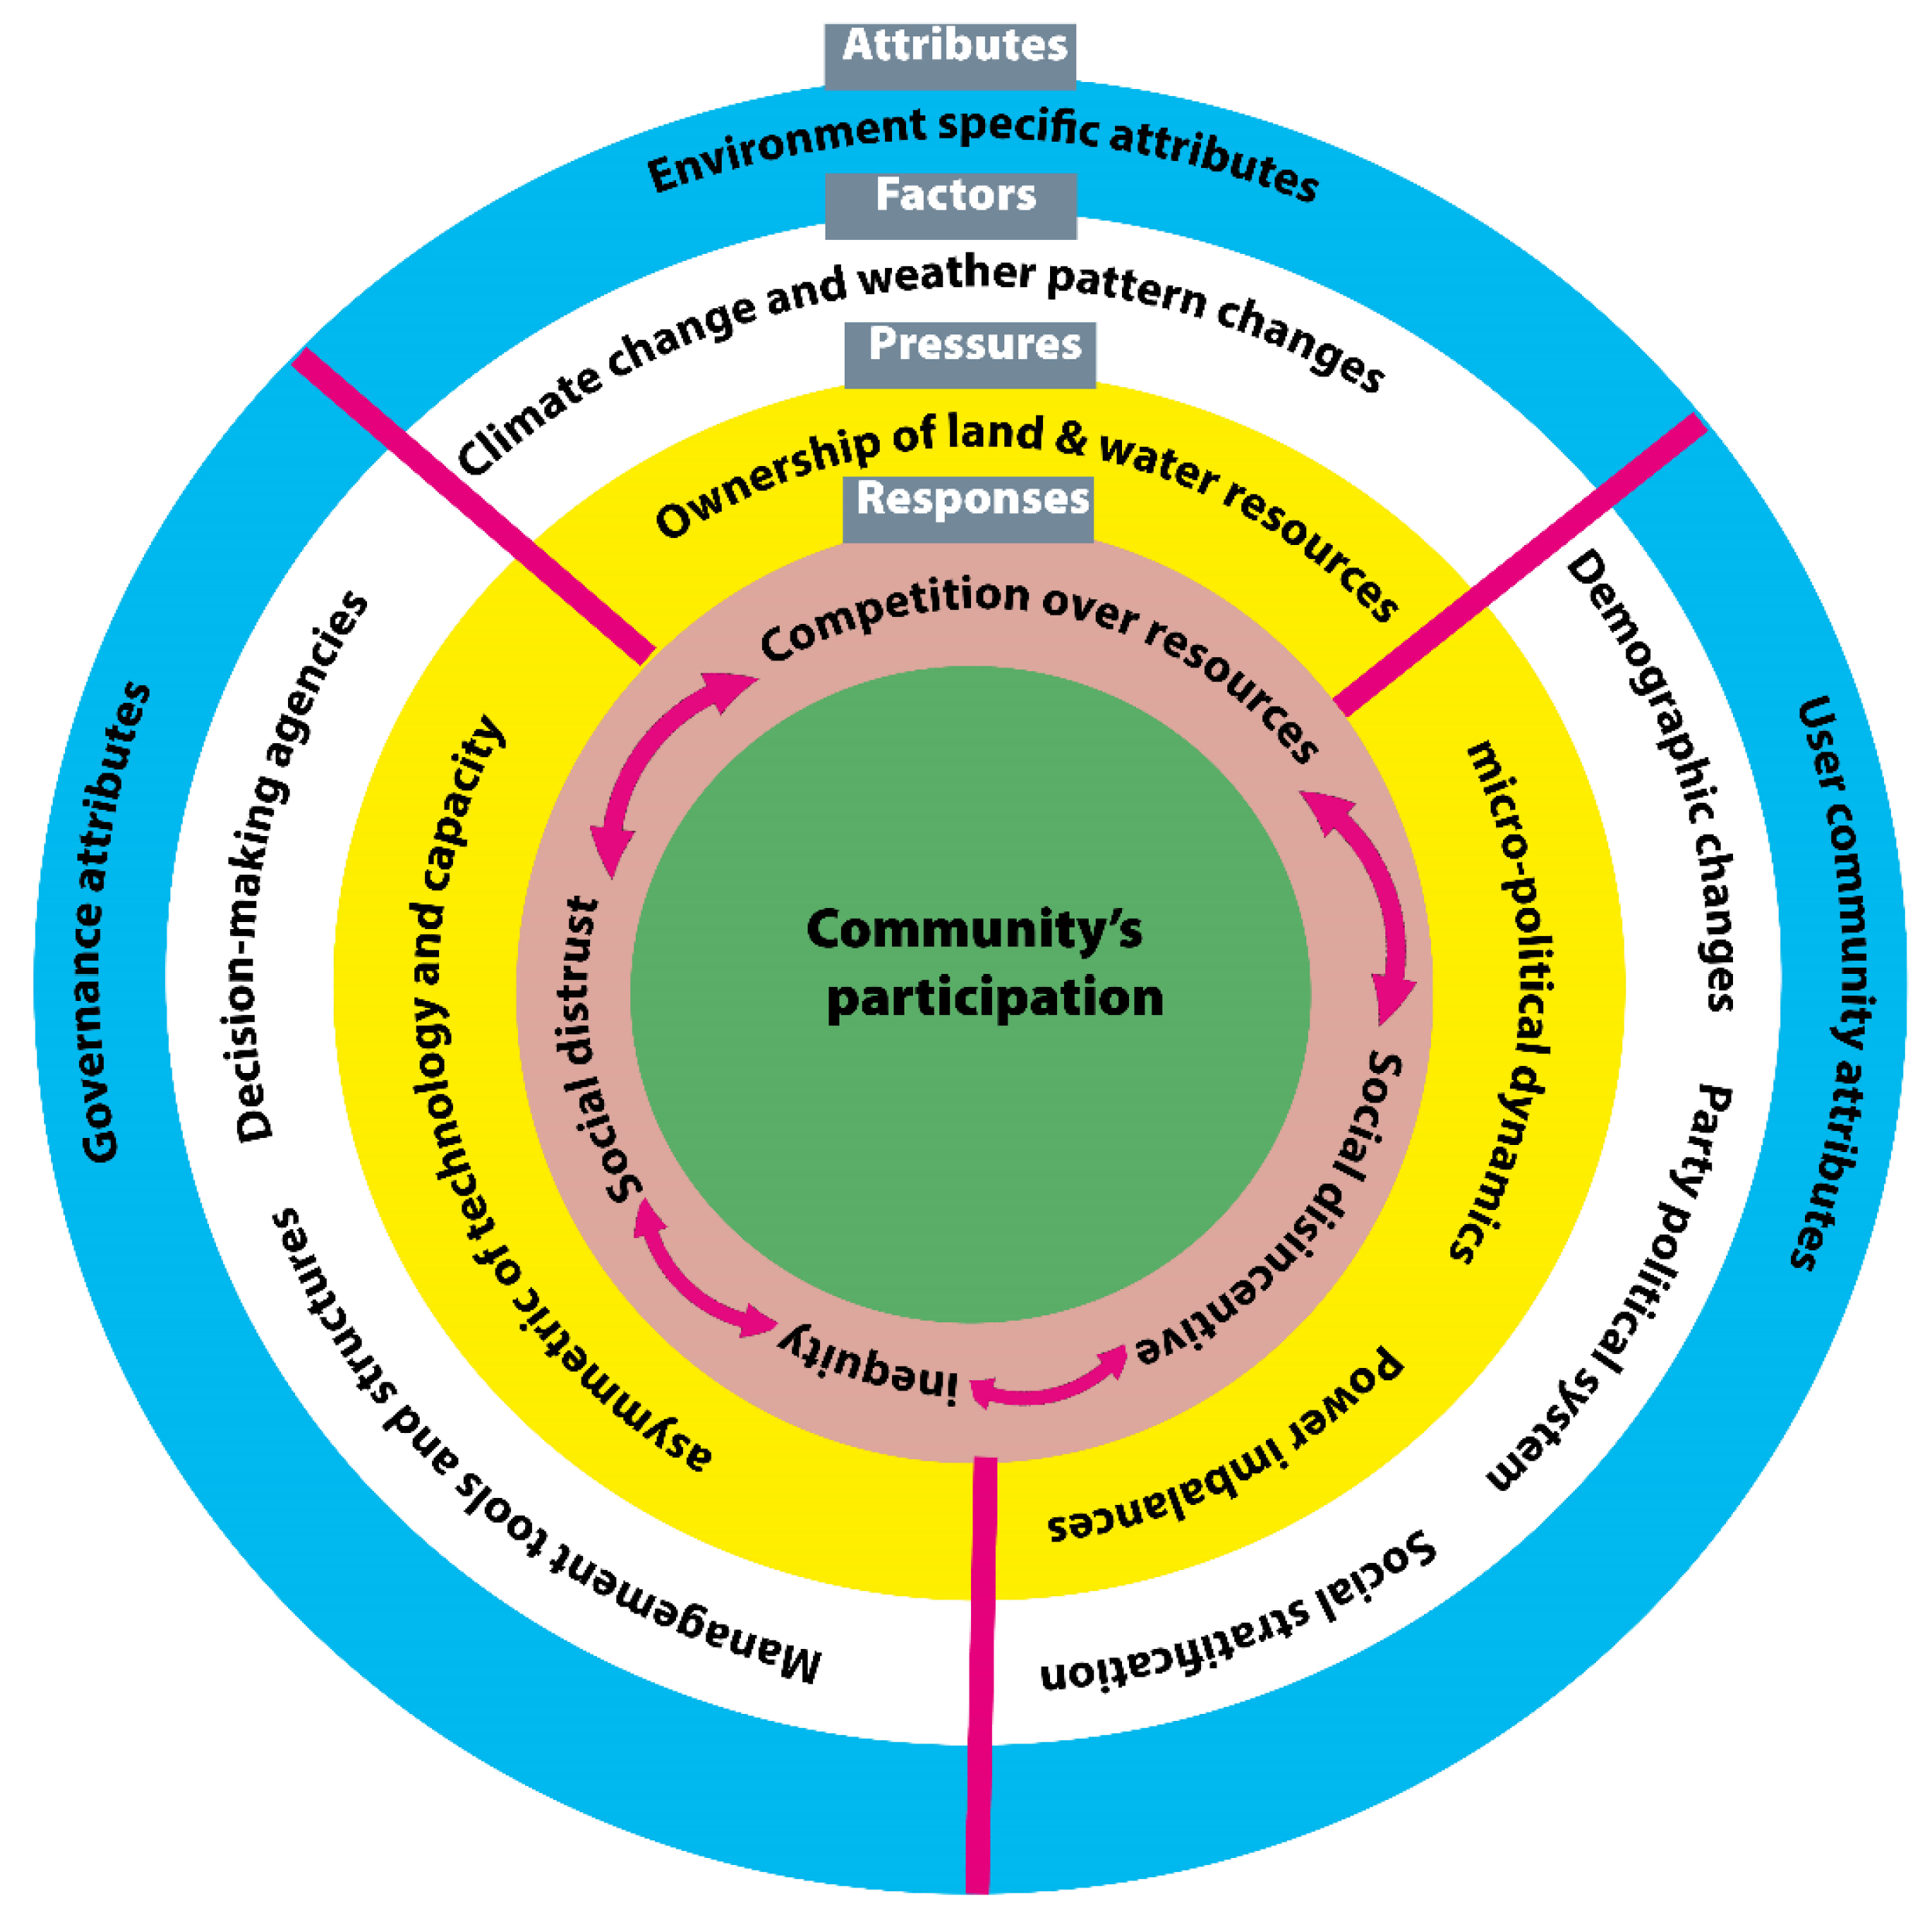 Attributes
Environment specific attributes
Factors
Climate change and weather pattern changes
Pressures
Ownership of land & water resources
Responses
Competition over resources
Community's
participation
Governance attributes
Decision-making agencies
Management tools and structures
asymmetric of technology and capacity
Social distrust
inequity
Social disincentive
micro-political dynamics
Power imbalances
Demographic changes
Party political system
Social stratification
User community attributes